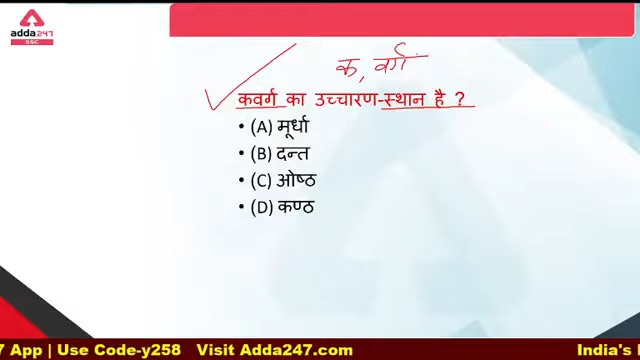 adda247
SSC
क, वर्ग
कवर्ग का उच्चारण-स्थान है ?
• (A) मूर्धा
• (B) दन्त
• (C) ओष्ठ
• (D) कण्ठ
7 App | Use Code-y258 Visit Adda247.com India's